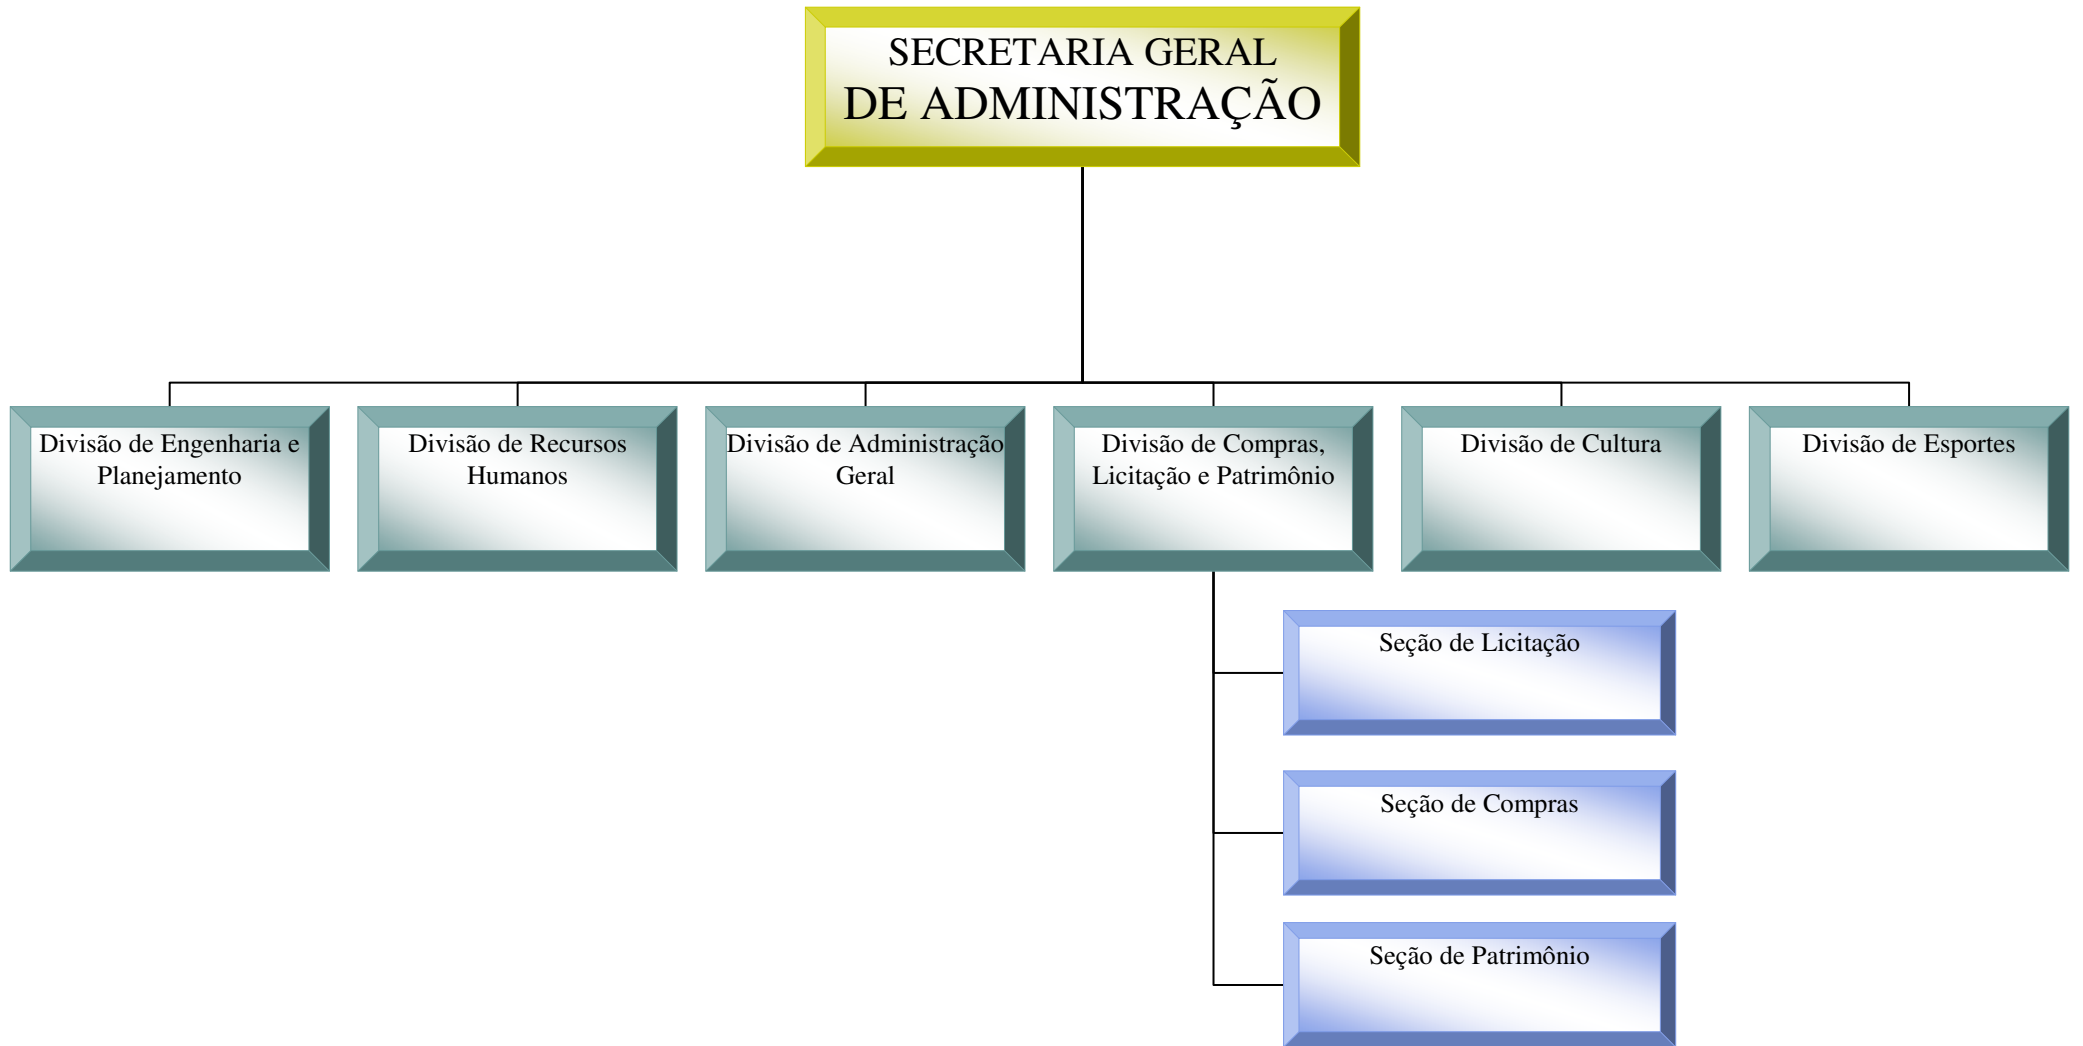 SECRETARIA GERAL
DE ADMINISTRAÇÃO
Divisão de Engenharia e
Planejamento
Divisão de Recursos
Humanos
Divisão de Administração
Geral
Divisão de Compras,
Licitação e Patrimônio
Divisão de Cultura
Divisão de Esportes
Seção de Licitação
Seção de Compras
Seção de Patrimônio